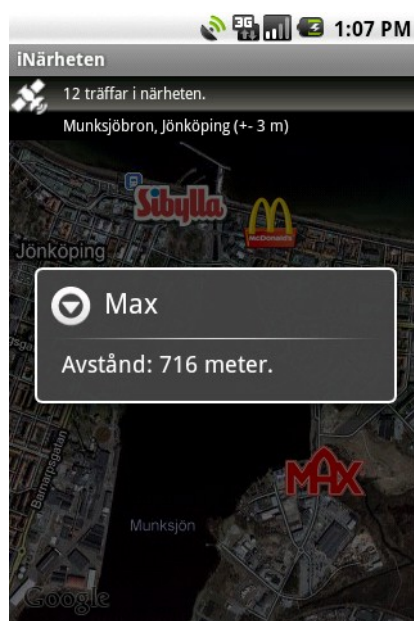 3G
1:07 PM
iNärheten
12 träffar i närheten.
Munksjöbron, Jönköping (+- 3 m)
Sibylla
McDonald's
Jönköping
Max
Avstånd: 716 meter.
MAX
Barnarpsgatan
Munksjön
Google